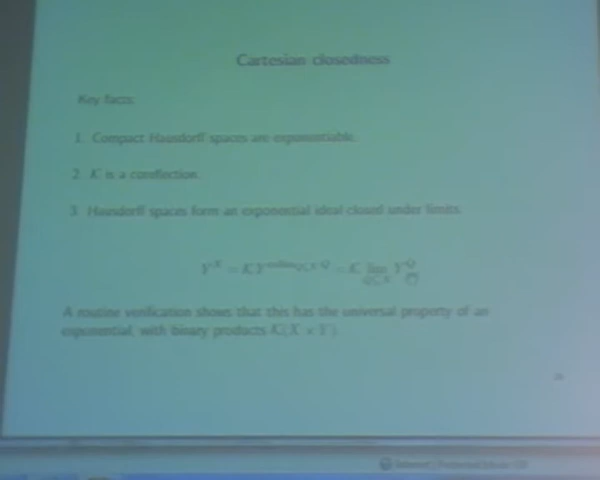 Cartesian closedness
Key facts:
1. Compact Hausdorff spaces are exponentiable.
2. K is a coreflection.
3. Hausdorff spaces form an exponential ideal closed under limits.
A routine verification shows that this has the universal property of an
exponential, with binary products K(X × Y).